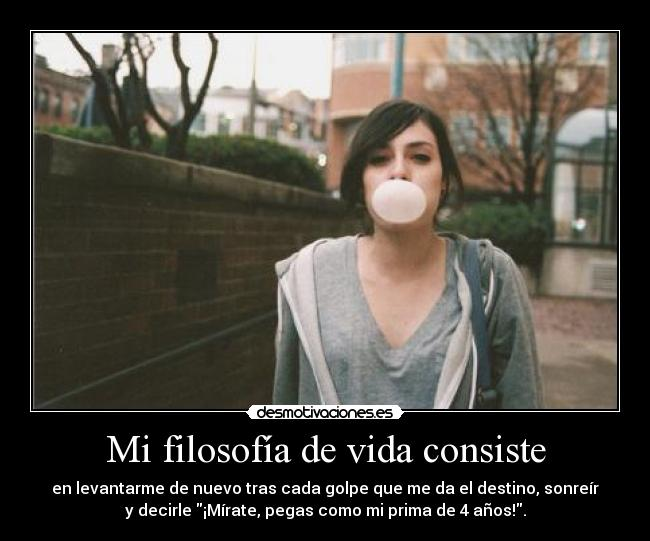 desmotivaciones.es
Mi filosofía de vida consiste
en levantarme de nuevo tras cada golpe que me da el destino, sonreír
y decirle "¡Mírate, pegas como mi prima de 4 años!".